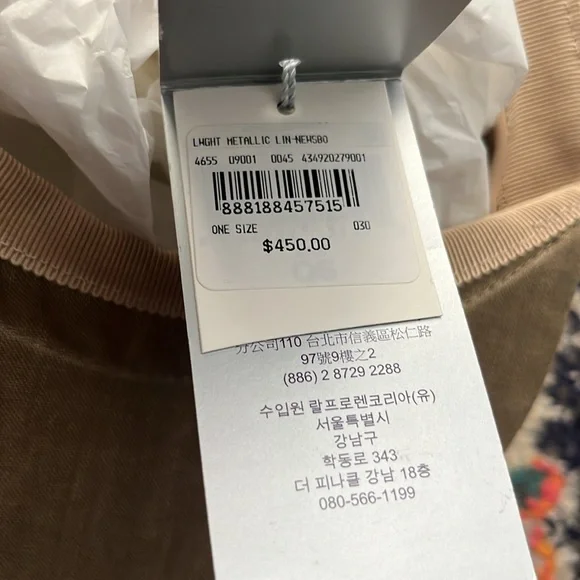 LWGHT METALLIC LIN-NEWSBO
4655 09001 0045 434920279001
888188457515
ONE SIZE 030
$450.00
分公司110 台北市信義區松仁路
97號9樓之2
(886) 2 8729 2288
수입원 랄프로렌코리아(유)
서울특별시
강남구
학동로 343
더 피나클 강남 18층
080-566-1199